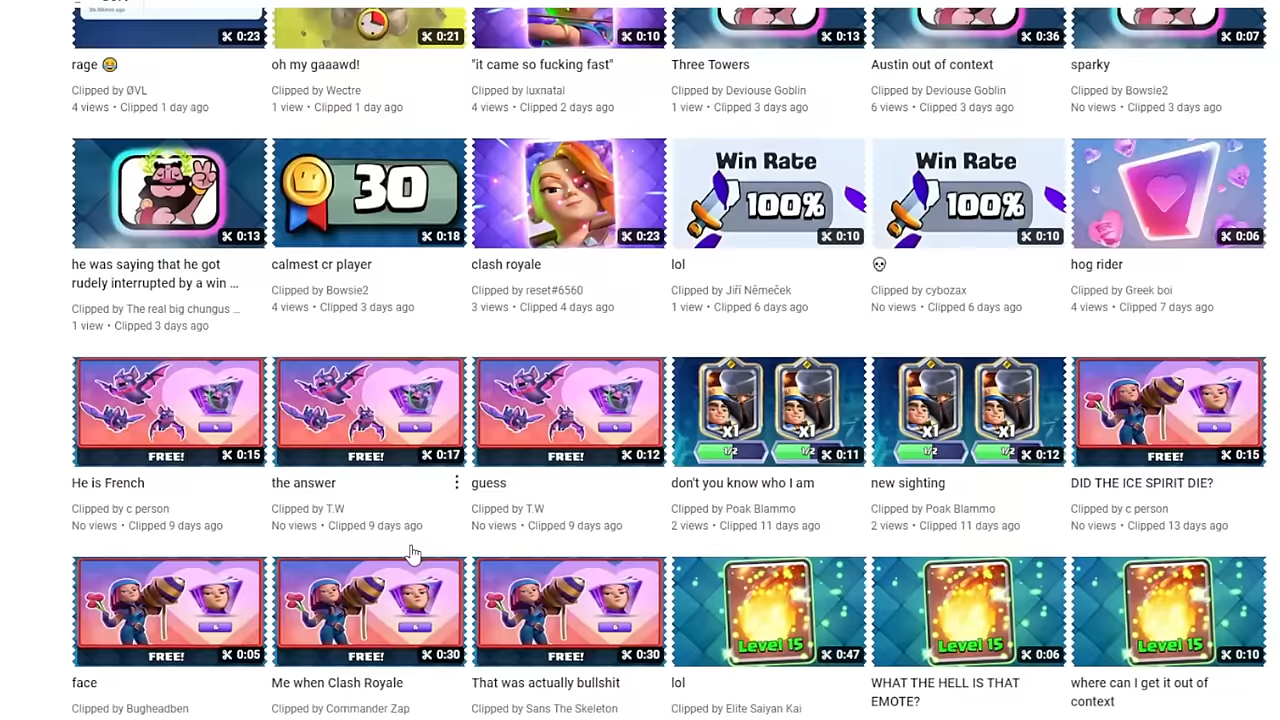 0:23
0:21
0:10
0:13
0:36
0:07
rage 😂
oh my gaaawd!
"it came so fucking fast"
Three Towers
Austin out of context
sparky
Clipped by ØVL
Clipped by Wectre
Clipped by luxnatal
Clipped by Deviouse Goblin
Clipped by Deviouse Goblin
Clipped by Bowsie2
4 views • Clipped 1 day ago
1 view • Clipped 1 day ago
4 views • Clipped 2 days ago
1 view • Clipped 3 days ago
6 views • Clipped 3 days ago
No views • Clipped 3 days ago
0:13
30
0:18
0:23
Win Rate
100%
0:10
Win Rate
100%
0:10
0:06
he was saying that he got
rudely interrupted by a win ...
calmest cr player
clash royale
lol
💀
hog rider
Clipped by The real big chungus ...
1 view • Clipped 3 days ago
Clipped by Bowsie2
4 views • Clipped 3 days ago
Clipped by reset#6560
3 views • Clipped 4 days ago
Clipped by Jiří Němeček
1 view • Clipped 6 days ago
Clipped by cybozax
No views • Clipped 6 days ago
Clipped by Greek boi
4 views • Clipped 7 days ago
FREE!
0:15
FREE!
0:17
FREE!
0:12
x1
x1
1/2
0:11
x1
x1
1/2
0:12
FREE!
0:15
He is French
the answer
guess
don't you know who I am
new sighting
DID THE ICE SPIRIT DIE?
Clipped by c person
Clipped by T.W
Clipped by T.W
Clipped by Poak Blammo
Clipped by Poak Blammo
Clipped by c person
No views • Clipped 9 days ago
No views • Clipped 9 days ago
No views • Clipped 9 days ago
2 views • Clipped 11 days ago
2 views • Clipped 11 days ago
No views • Clipped 13 days ago
FREE!
0:05
FREE!
0:30
FREE!
0:30
Level 15
0:47
Level 15
0:06
Level 15
0:10
face
Me when Clash Royale
That was actually bullshit
lol
WHAT THE HELL IS THAT
EMOTE?
where can I get it out of
context
Clipped by Bugheadben
Clipped by Commander Zap
Clipped by Sans The Skeleton
Clipped by Elite Saiyan Kai